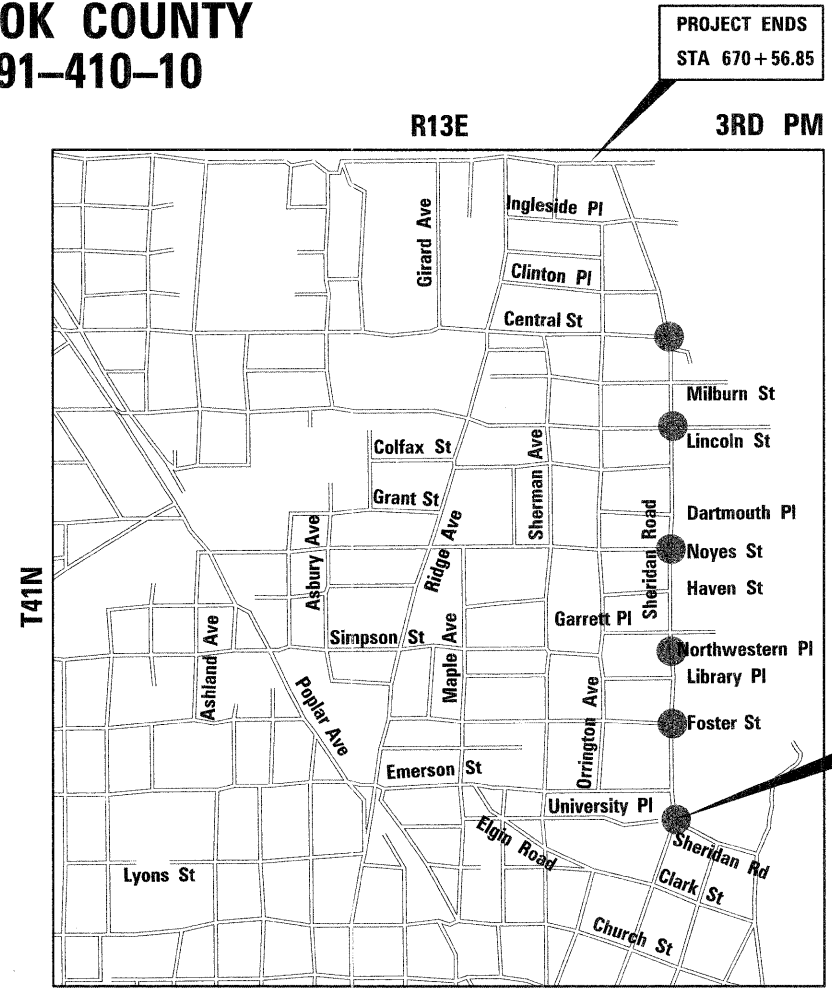 OK COUNTY
91–410–10
PROJECT ENDS
STA 670+56.85
R13E
3RD PM
Ingleside Pl
Girard Ave
Clinton Pl
Central St
Milburn St
Lincoln St
Colfax St
Sherman Ave
Grant St
Dartmouth Pl
Sheridan Road
Ridge Ave
Asbury Ave
Noyes St
T41N
Haven St
Garrett Pl
Ashland Ave
Simpson St
Maple Ave
Northwestern Pl
Library Pl
Poplar Ave
Orrington Ave
Foster St
Emerson St
University Pl
Elgin Road
Sheridan Rd
Lyons St
Clark St
Church St